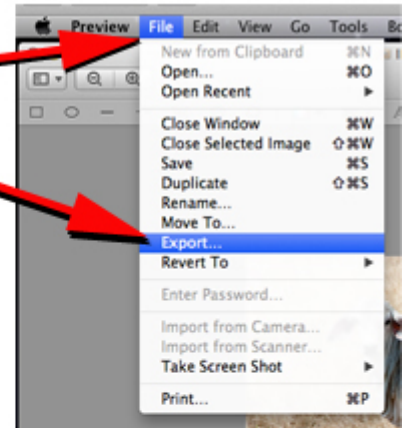 Preview File Edit View Go Tools
New from Clipboard ⌘N
Open... ⌘O
Open Recent ▶
Close Window ⌘W
Close Selected Image ⇧⌘W
Save ⌘S
Duplicate ⇧⌘S
Rename...
Move To...
Export...
Revert To ▶
Enter Password...
Import from Camera...
Import from Scanner...
Take Screen Shot ▶
Print... ⌘P